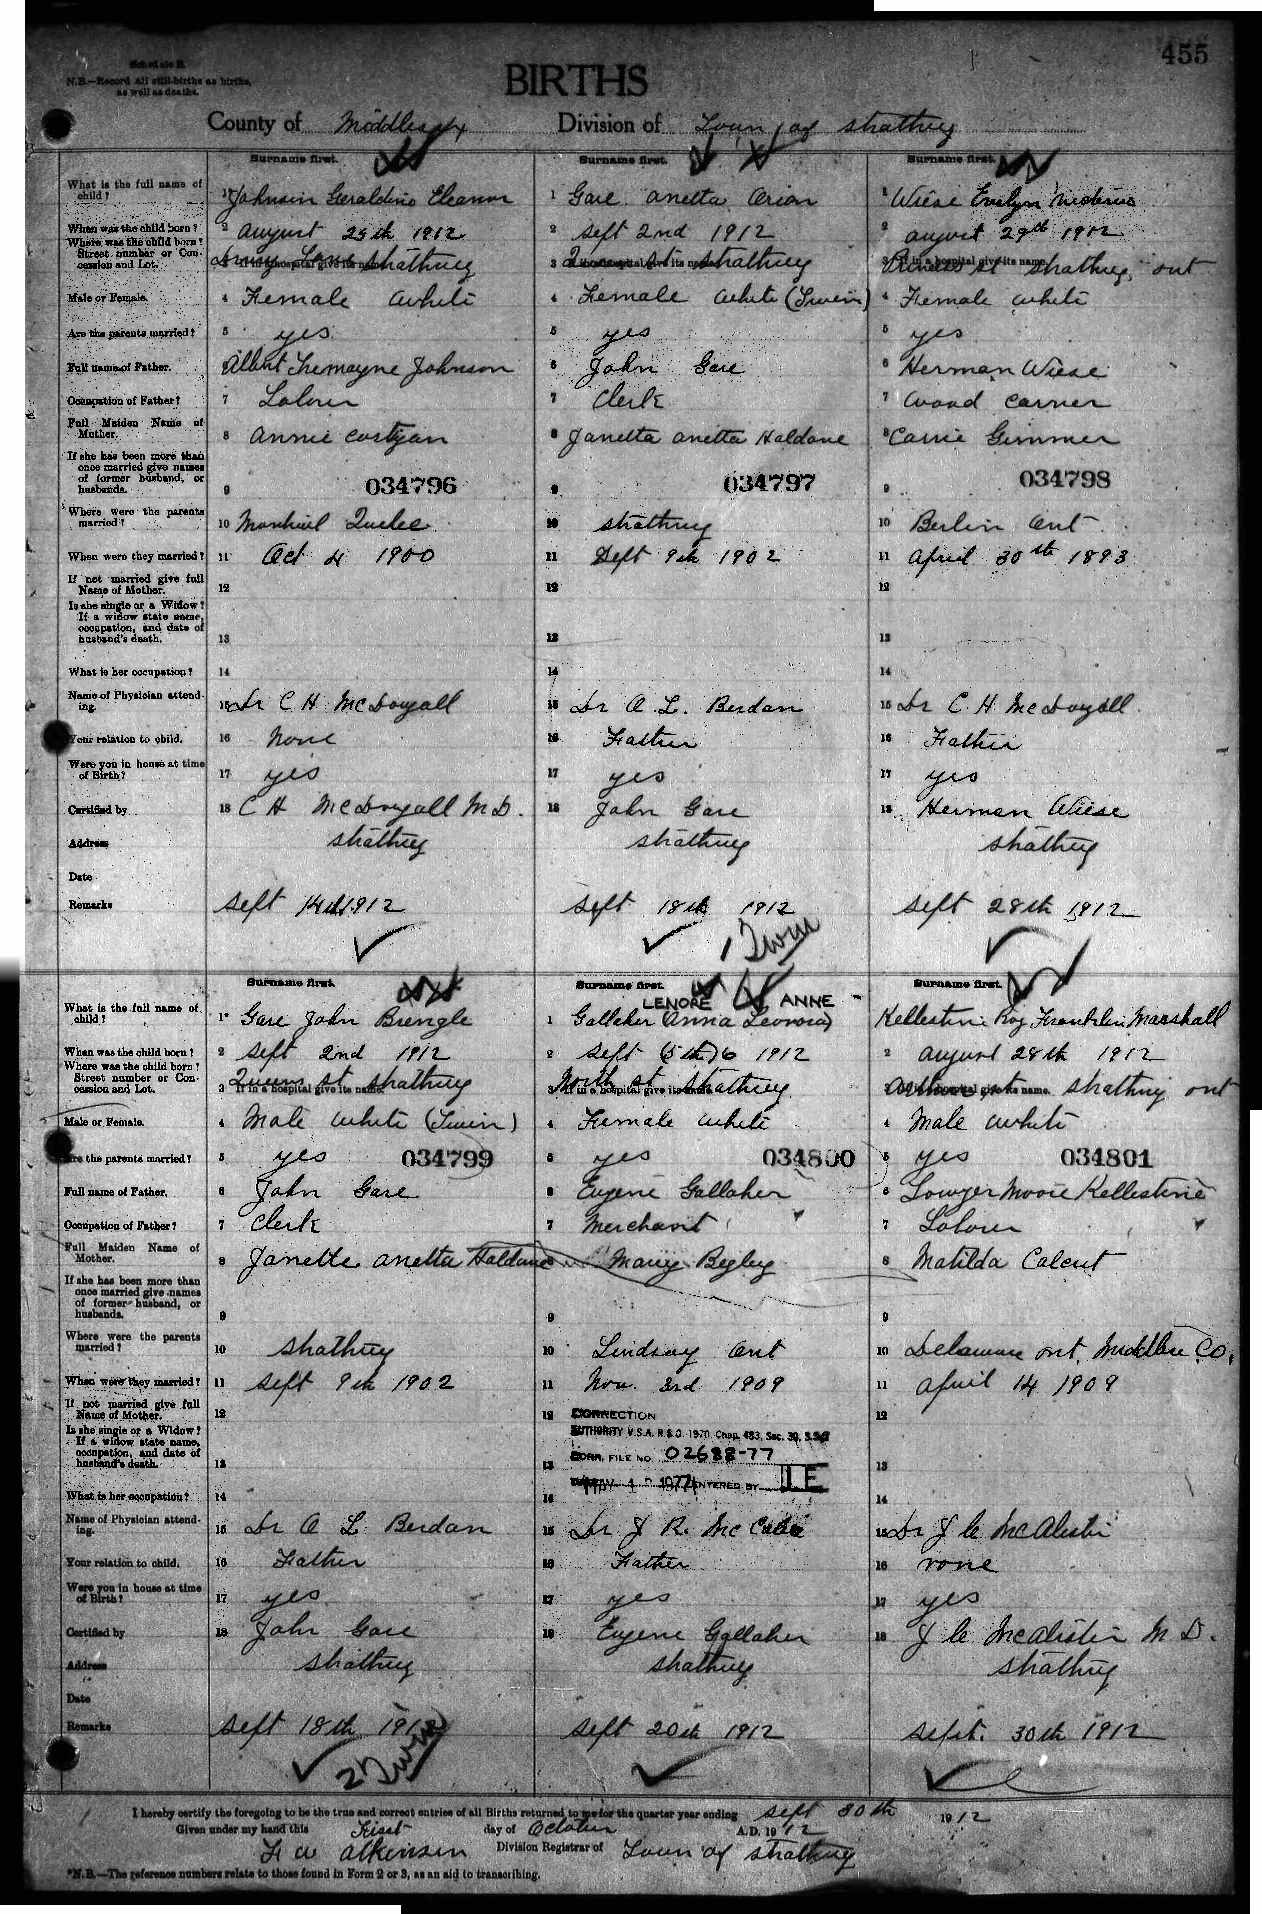 455
Schedule B.
N.B.—Record all still-births as births,
as well as deaths.
BIRTHS
County of Middlesex Division of Town of Strathroy
Surname first. Surname first. Surname first.
What is the full name of child? 1 Johnson Geraldine Eleanor 1 Gare Anetta Orian 1 Wiese Evelyn
When was the child born? 2 August 25th 1912 2 Sept 2nd 1912 2 August 29th 1912
Where was the child born? Street number or Concession and Lot. 3 If in a hospital give its name. Strathroy 3 If in a hospital give its name. Queen St Strathroy 3 If in a hospital give its name. Princess St Strathroy, Ont
Male or Female. 4 Female White 4 Female White (Twin) 4 Female White
Are the parents married? 5 yes 5 yes 5 yes
Full name of Father. 6 Albert Tremayne Johnson 6 John Gare 6 Herman Wiese
Occupation of Father? 7 Laborer 7 Clerk 7 Wood Carver
Full Maiden Name of Mother. 8 Annie Costyan 8 Janetta Anetta Haldane 8 Carrie Gimmer
If she has been more than once married give names of former husband, or husbands. 9 034796 9 034797 9 034798
Where were the parents married? 10 Montreal Quebec 10 Strathroy 10 Berlin Ont
When were they married? 11 Oct 4 1900 11 Sept 9th 1902 11 April 30th 1893
If not married give full Name of Mother. 12 12 12
Is she single or a Widow? If a widow state name, occupation, and date of husband's death. 13 13 13
What is her occupation? 14 14 14
Name of Physician attending. 15 Dr C H McDougall 15 Dr A. L. Berdan 15 Dr C. H. McDougall
Your relation to child. 16 None 16 Father 16 Father
Were you in house at time of Birth? 17 yes 17 yes 17 yes
Certified by 18 C H McDougall M D. 18 John Gare 18 Herman Wiese
Address Strathroy Strathroy Strathroy
Date
Remarks Sept 14th 1912 Sept 18th 1912 Sept 28th 1912
1 Twin
Surname first. Surname first. Surname first.
LENORE ANNE
What is the full name of child? 1* Gare John Brengle 1 Gallaher (Anna Leonora) Kellestine Roy Franklin Marshall
When was the child born? 2 Sept 2nd 1912 2 Sept (5th) 6 1912 2 August 28th 1912
Where was the child born? Street number or Concession and Lot. 3 If in a hospital give its name. Queen St Strathroy 3 If in a hospital give its name. North St Strathroy 3 If in a hospital give its name. Strathroy Ont
Male or Female. 4 Male White (Twin) 4 Female White 4 Male White
Are the parents married? 5 yes 034799 5 yes 034800 5 yes 034801
Full name of Father. 6 John Gare 6 Eugene Gallaher 6 Sowyer Moore Kellestine
Occupation of Father? 7 Clerk 7 Merchant 7 Laborer
Full Maiden Name of Mother. 8 Janette Anetta Haldane 8 Mary Begley 8 Matilda Calcut
If she has been more than once married give names of former husband, or husbands. 9 9 9
Where were the parents married? 10 Strathroy 10 Lindsay Ont 10 Delaware Ont, Middlesex CO.
When were they married? 11 Sept 9th 1902 11 Nov. 3rd 1909 11 April 14 1909
If not married give full Name of Mother. 12 12 CORRECTION 12
Is she single or a Widow? If a widow state name, occupation, and date of husband's death. 13 AUTHORITY V.S.A. R.S.O. 1970 Chap. 483, Sec. 30,
13 CORR. FILE NO. 02688-77 13
MAY 1977 ENTERED BY IE
What is her occupation? 14 14 14
Name of Physician attending. 15 Dr A L Berdan 15 Dr J R. McCabe 15 Dr J C McAlister
Your relation to child. 16 Father 16 Father 16 none
Were you in house at time of Birth? 17 yes 17 yes 17 yes
Certified by 18 John Gare 18 Eugene Gallaher 18 J C McAlister M D.
Address Strathroy Strathroy Strathroy
Date
Remarks Sept 18th 1912 Sept 20th 1912 Sept. 30th 1912
2 Twin
I hereby certify the foregoing to be the true and correct entries of all Births returned to me for the quarter year ending Sept 30th 1912
Given under my hand this First day of October A.D. 1912
F W Atkinson Division Registrar of Town of Strathroy
*N.B.—The reference numbers relate to those found in Form 2 or 3, as an aid to transcribing.